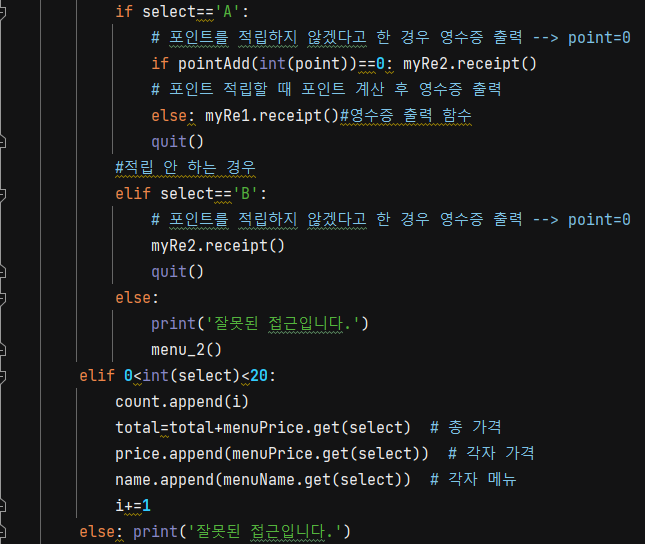 if select=='A':
# 포인트를 적립하지 않겠다고 한 경우 영수증 출력 --> point=0
if pointAdd(int(point))==0: myRe2.receipt()
# 포인트 적립할 때 포인트 계산 후 영수증 출력
else: myRe1.receipt()#영수증 출력 함수
quit()
#적립 안 하는 경우
elif select=='B':
# 포인트를 적립하지 않겠다고 한 경우 영수증 출력 --> point=0
myRe2.receipt()
quit()
else:
print('잘못된 접근입니다.')
menu_2()
elif 0<int(select)<20:
count.append(i)
total=total+menuPrice.get(select)  # 총 가격
price.append(menuPrice.get(select))  # 각자 가격
name.append(menuName.get(select))  # 각자 메뉴
i+=1
else: print('잘못된 접근입니다.')